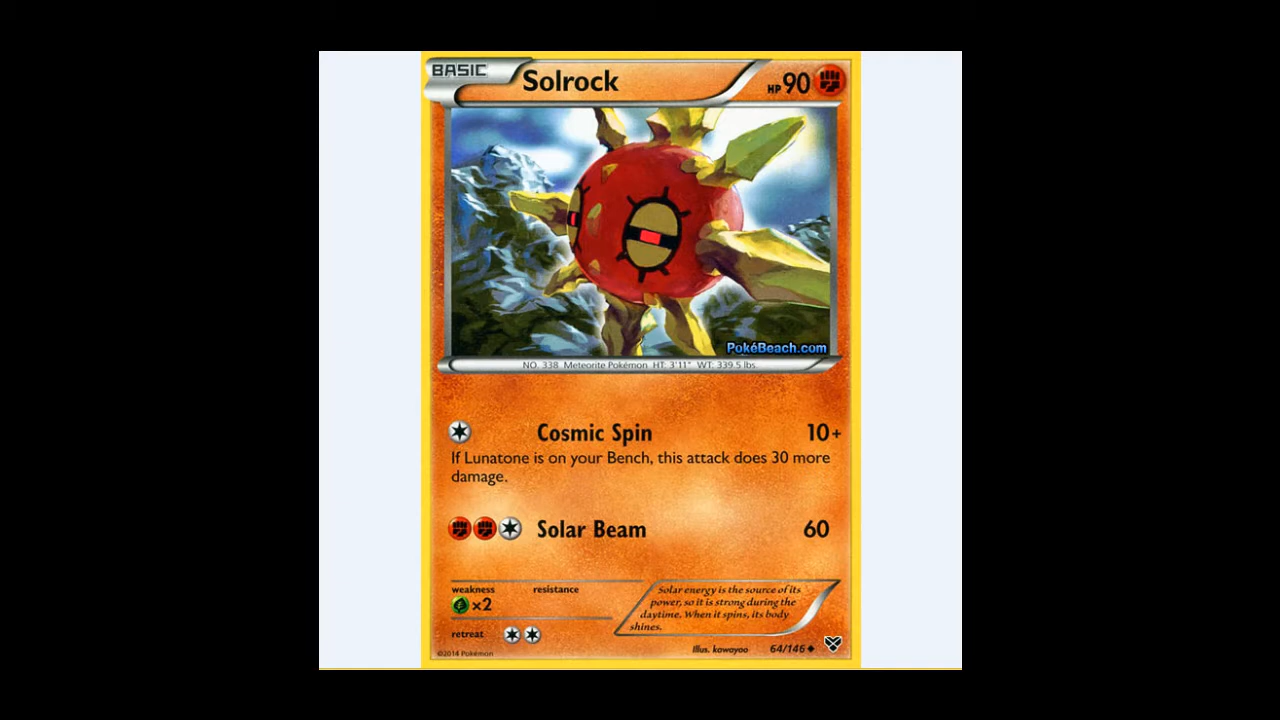 BASIC
Solrock
HP 90
PokéBeach.com
NO. 338 Meteorite Pokémon HT: 3'11" WT: 339.5 lbs.
Cosmic Spin 10+
If Lunatone is on your Bench, this attack does 30 more
damage.
Solar Beam 60
weakness resistance
×2
Solar energy is the source of its
power, so it is strong during the
daytime. When it spins, its body
shines.
retreat
©2014 Pokémon
Illus. kawayoo
64/146